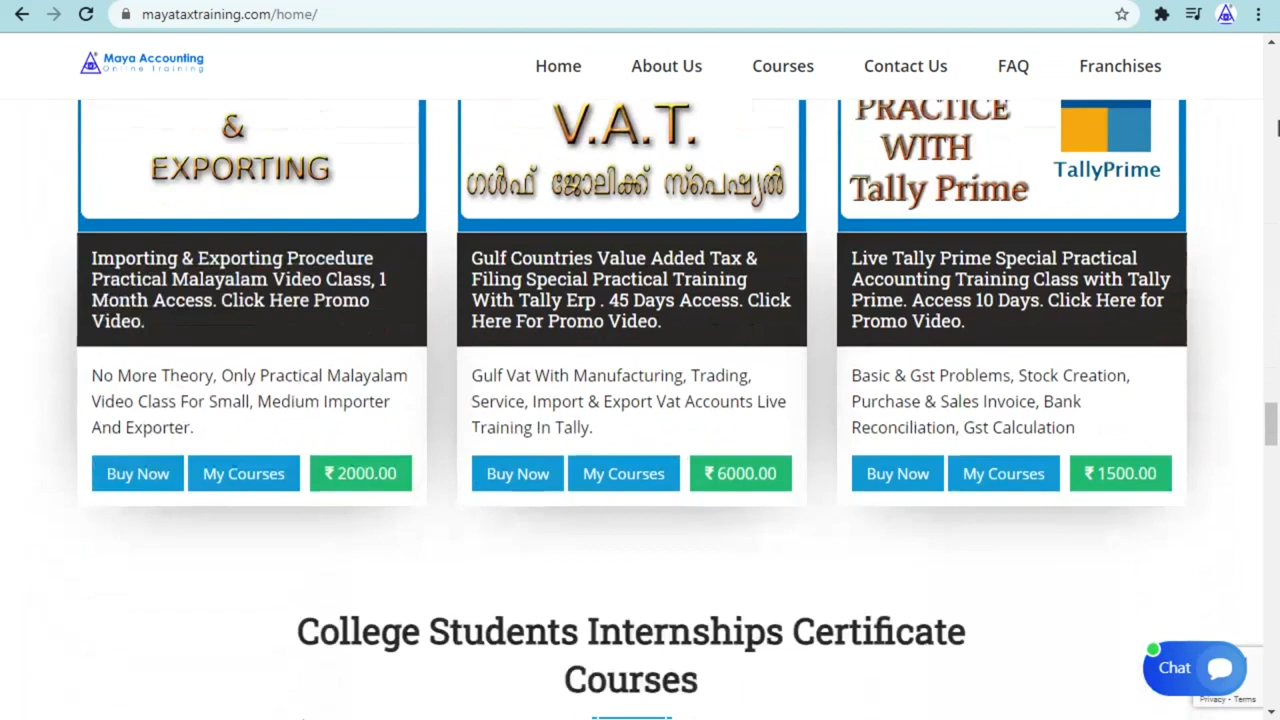 mayataxtraining.com/home/
Maya Accounting
Online Training
Home
About Us
Courses
Contact Us
FAQ
Franchises
&
EXPORTING
V.A.T.
ഗൾഫ് ജോലിക്ക് സ്പെഷ്യൽ
PRACTICE
WITH
Tally Prime
TallyPrime
Importing & Exporting Procedure
Practical Malayalam Video Class, 1
Month Access. Click Here Promo
Video.
Gulf Countries Value Added Tax &
Filing Special Practical Training
With Tally Erp . 45 Days Access. Click
Here For Promo Video.
Live Tally Prime Special Practical
Accounting Training Class with Tally
Prime. Access 10 Days. Click Here for
Promo Video.
No More Theory, Only Practical Malayalam
Video Class For Small, Medium Importer
And Exporter.
Gulf Vat With Manufacturing, Trading,
Service, Import & Export Vat Accounts Live
Training In Tally.
Basic & Gst Problems, Stock Creation,
Purchase & Sales Invoice, Bank
Reconciliation, Gst Calculation
Buy Now
My Courses
₹ 2000.00
Buy Now
My Courses
₹ 6000.00
Buy Now
My Courses
₹ 1500.00
College Students Internships Certificate
Courses
Chat
Privacy - Terms